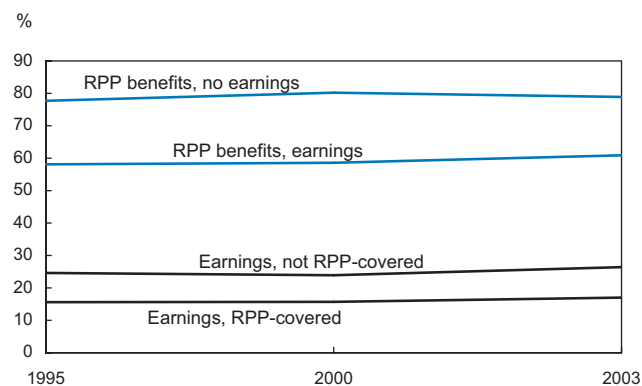 %
90
RPP benefits, no earnings
80
70
RPP benefits, earnings
60
50
40
30
Earnings, not RPP-covered
20
10
Earnings, RPP-covered
0
1995 2000 2003